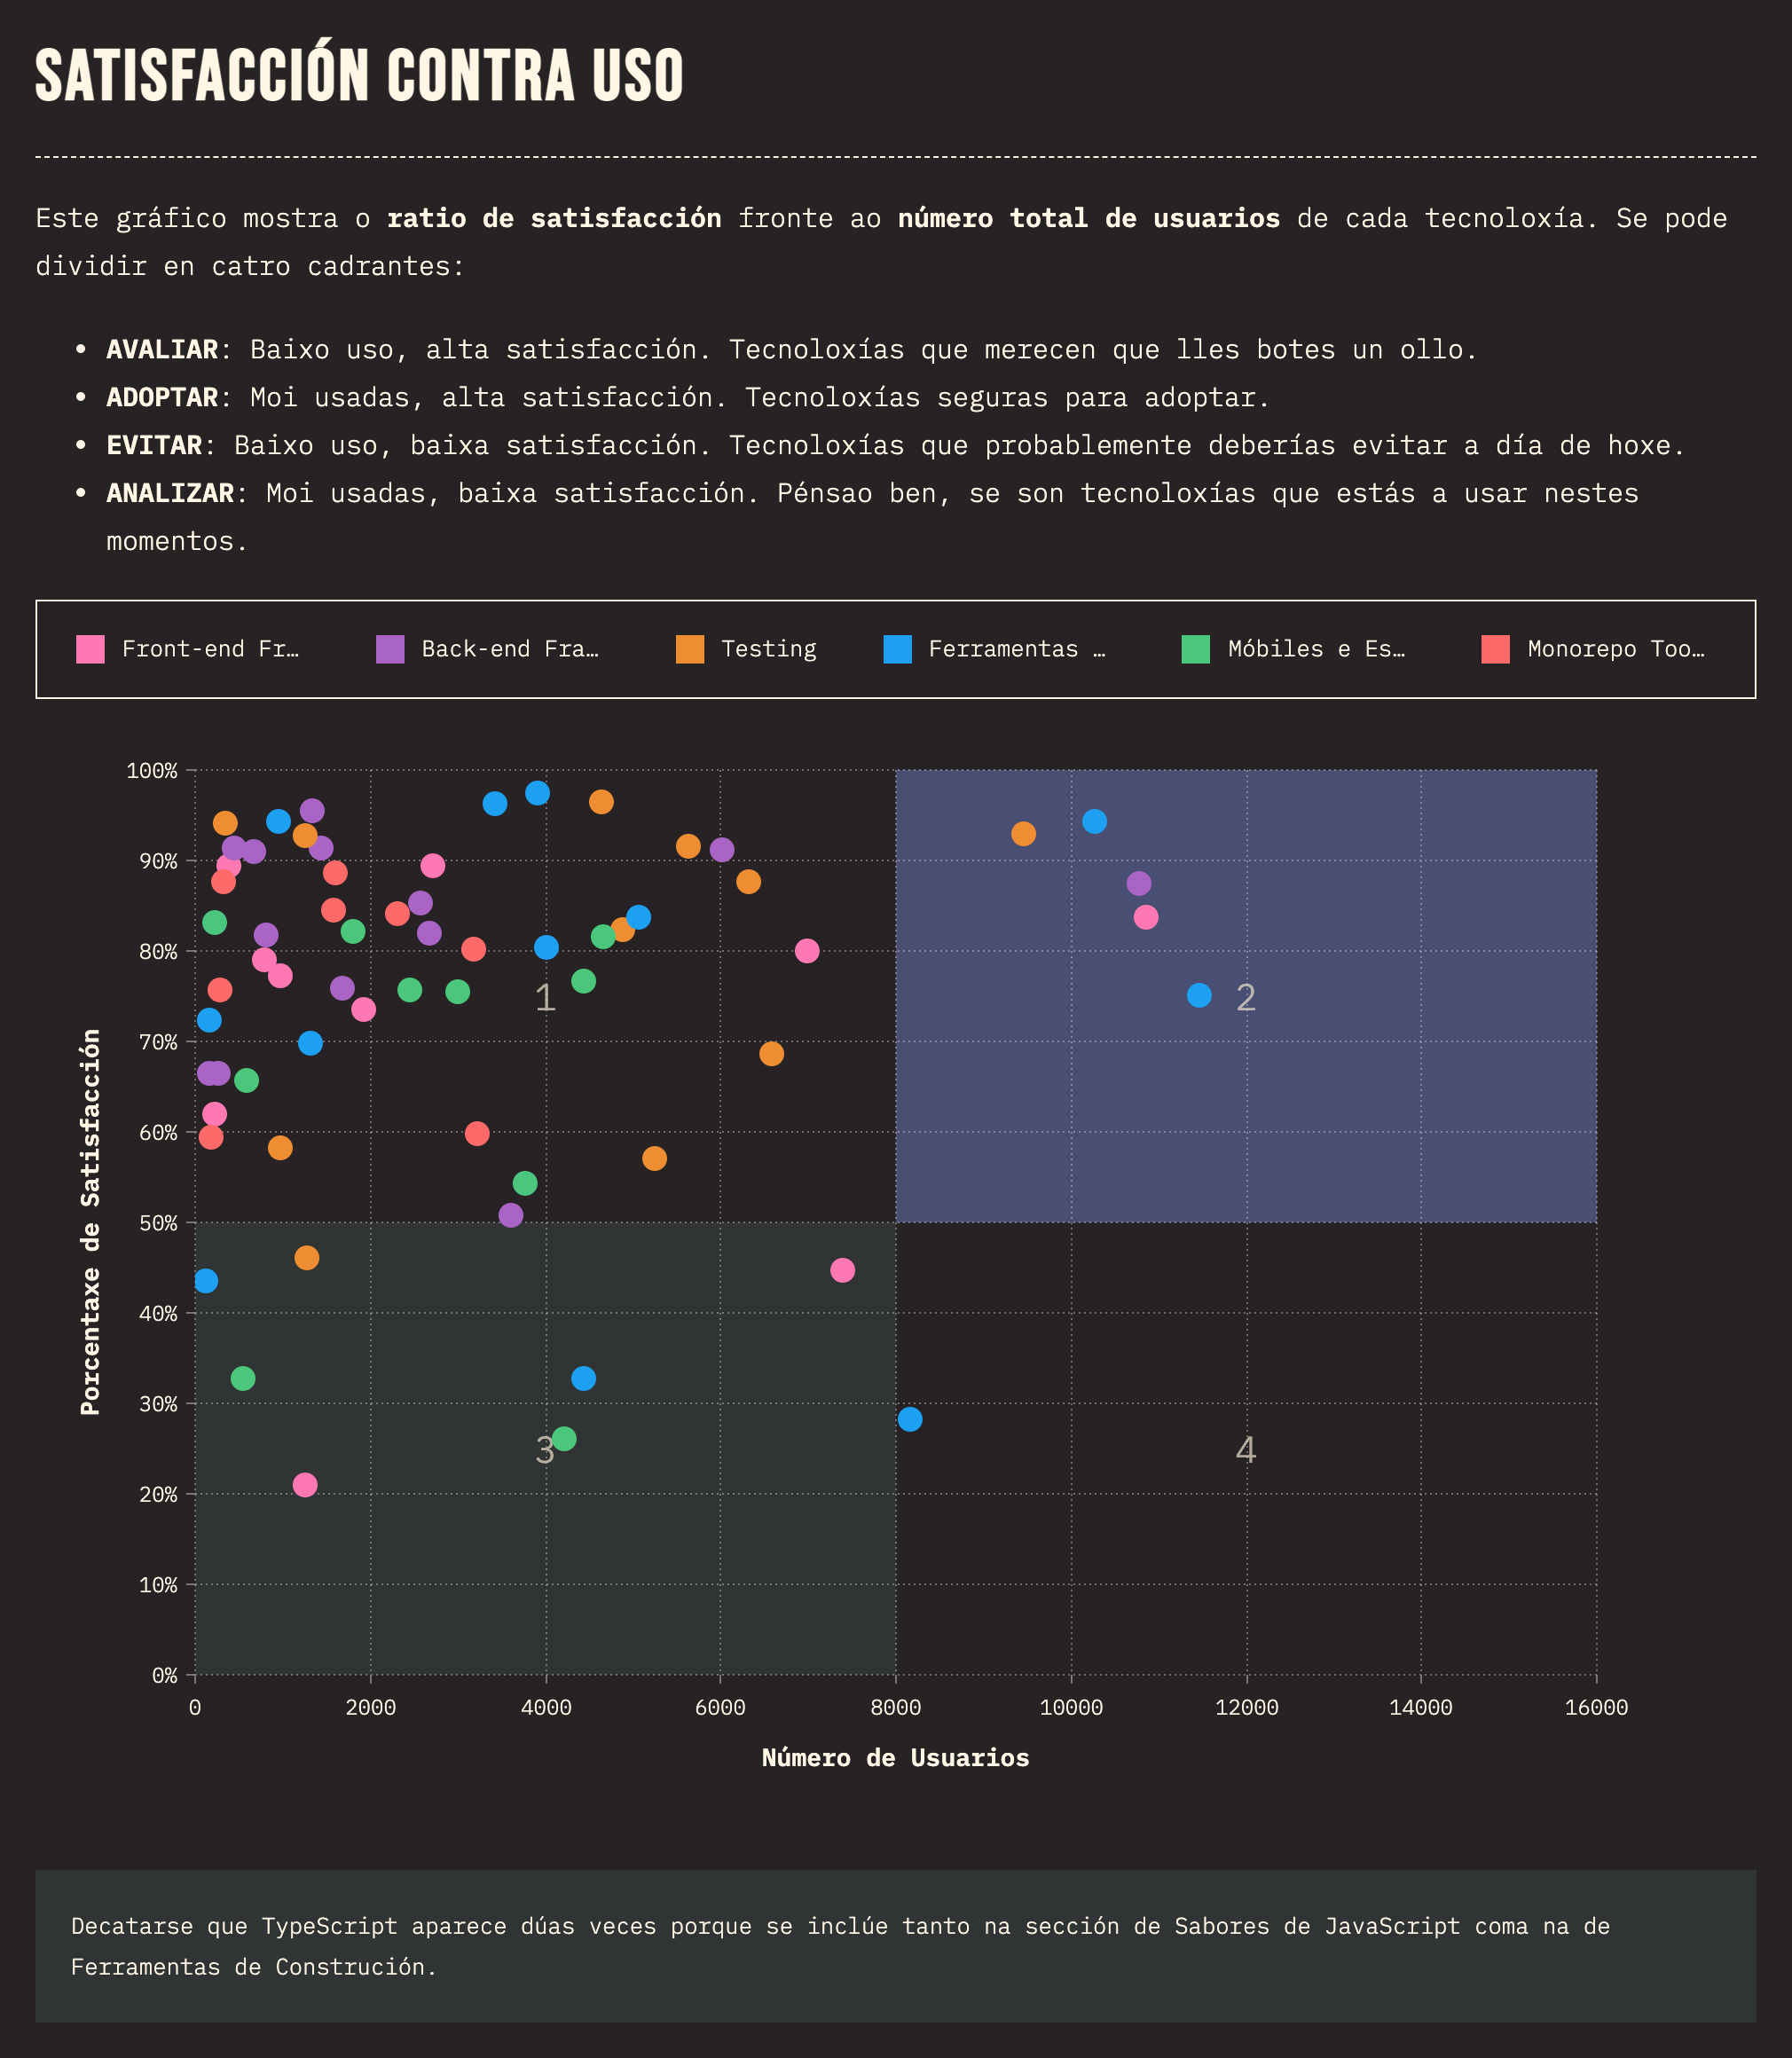 SATISFACCIÓN CONTRA USO
Este gráfico mostra o ratio de satisfacción fronte ao número total de usuarios de cada tecnoloxía. Se pode
dividir en catro cadrantes:
• AVALIAR: Baixo uso, alta satisfacción. Tecnoloxías que merecen que lles botes un ollo.
• ADOPTAR: Moi usadas, alta satisfacción. Tecnoloxías seguras para adoptar.
• EVITAR: Baixo uso, baixa satisfacción. Tecnoloxías que probablemente deberías evitar a día de hoxe.
• ANALIZAR: Moi usadas, baixa satisfacción. Pénsao ben, se son tecnoloxías que estás a usar nestes
momentos.
Front-end Fr… Back-end Fra… Testing Ferramentas … Móbiles e Es… Monorepo Too…
100%
90%
80%
1 2
70%
60%
50%
40%
30%
3 4
20%
10%
0%
Porcentaxe de Satisfacción
0 2000 4000 6000 8000 10000 12000 14000 16000
Número de Usuarios
Decatarse que TypeScript aparece dúas veces porque se inclúe tanto na sección de Sabores de JavaScript coma na de
Ferramentas de Construción.